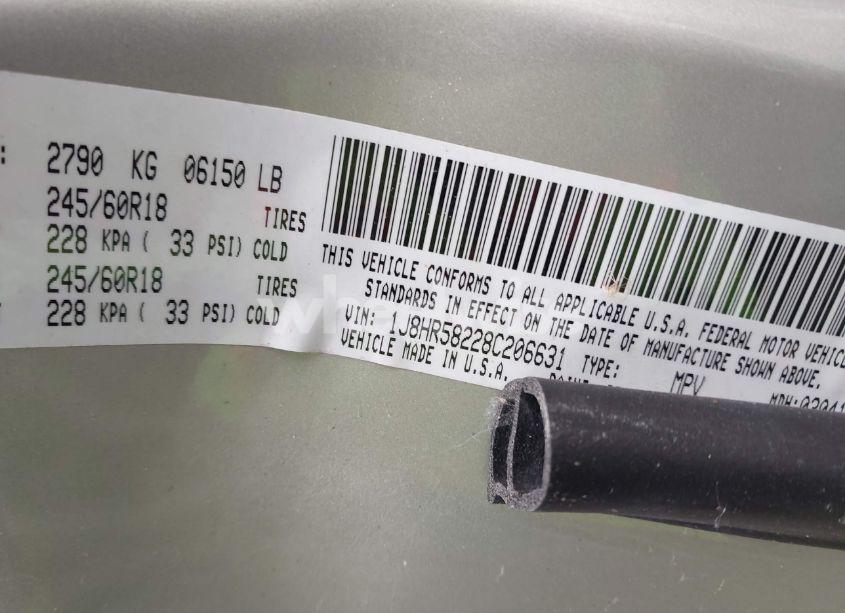 : 2790 KG 06150 LB
245/60R18 TIRES
228 KPA ( 33 PSI) COLD
245/60R18 TIRES
228 KPA ( 33 PSI) COLD
THIS VEHICLE CONFORMS TO ALL APPLICABLE U.S.A. FEDERAL MOTOR VEHICLE
STANDARDS IN EFFECT ON THE DATE OF MANUFACTURE SHOWN ABOVE.
VIN: 1J8HR58228C206631 TYPE: MPV
VEHICLE MADE IN U.S.A. MDH:03041